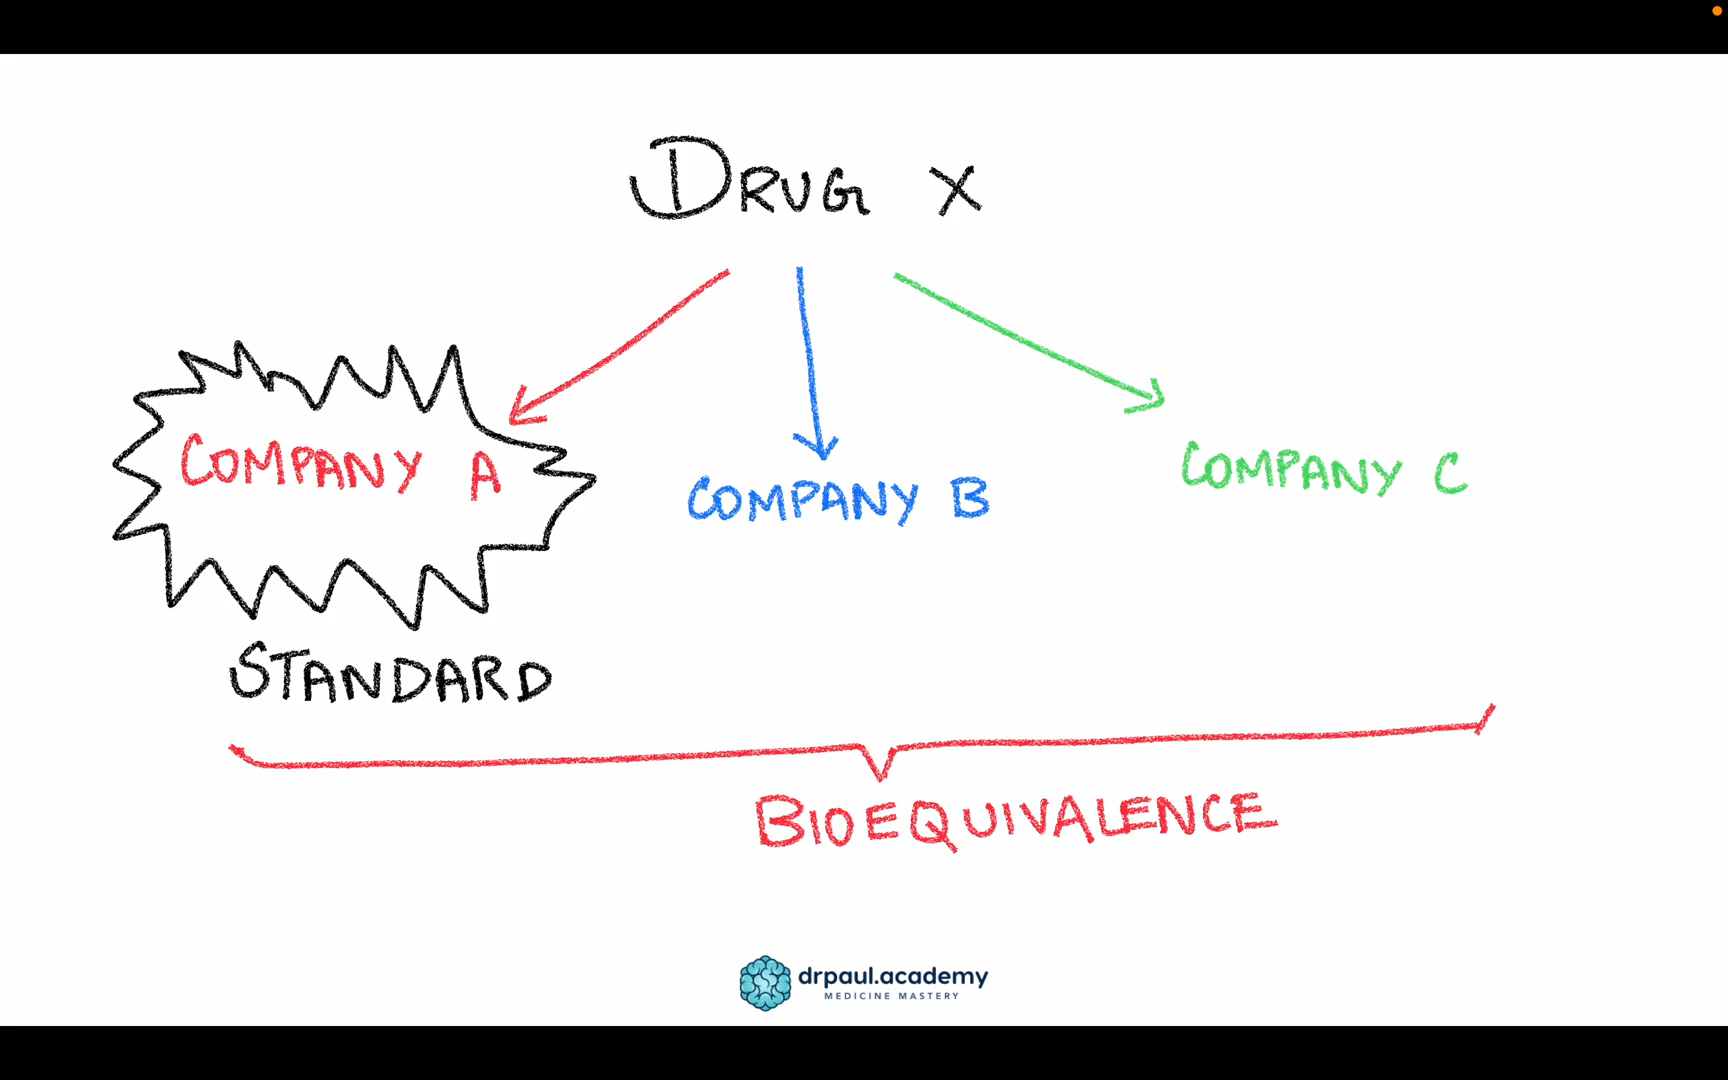 DRUG X
COMPANY A
COMPANY B
COMPANY C
STANDARD
BIOEQUIVALENCE
drpaul.academy
MEDICINE MASTERY